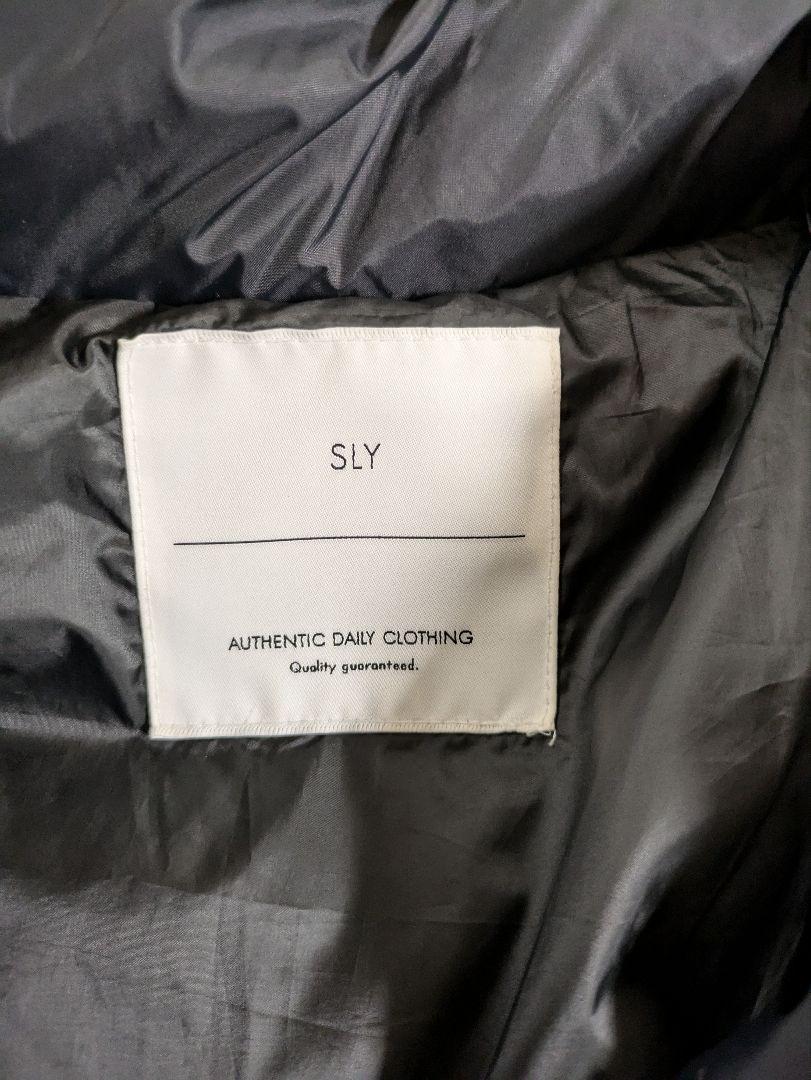 SLY
AUTHENTIC DAILY CLOTHING
Quality guaranteed.